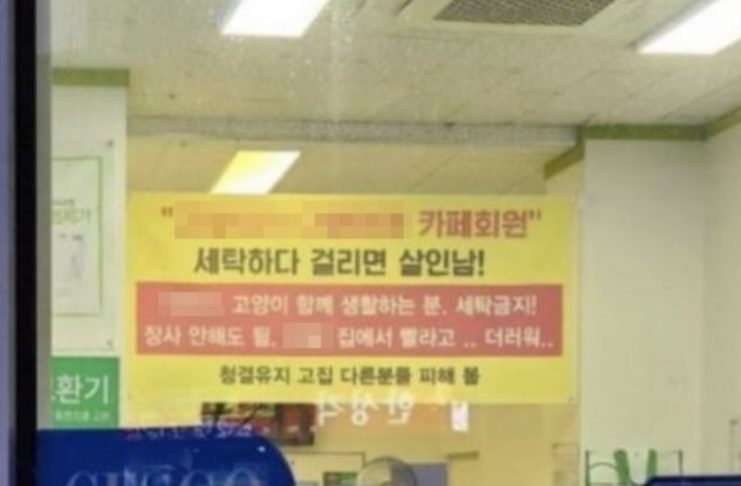 " 카페회원"
세탁하다 걸리면 살인남!
고양이 함께 생활하는 분. 세탁금지!
장사 안해도 됨. 집에서 빨라고 .. 더러워..
청결유지 고집 다른분들 피해 봄
환기